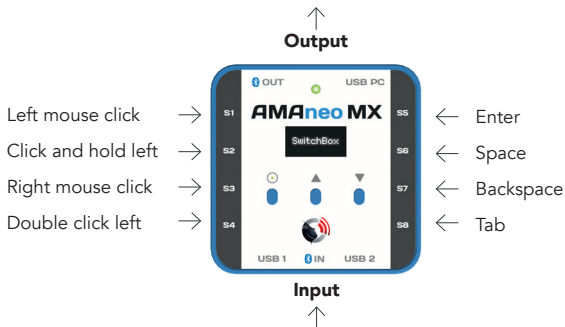 Output
OUT USB PC
Left mouse click S1 AMAneo MX S5 Enter
SwitchBox
Click and hold left S2 S6 Space
Right mouse click S3 S7 Backspace
Double click left S4 S8 Tab
USB 1 IN USB 2
Input